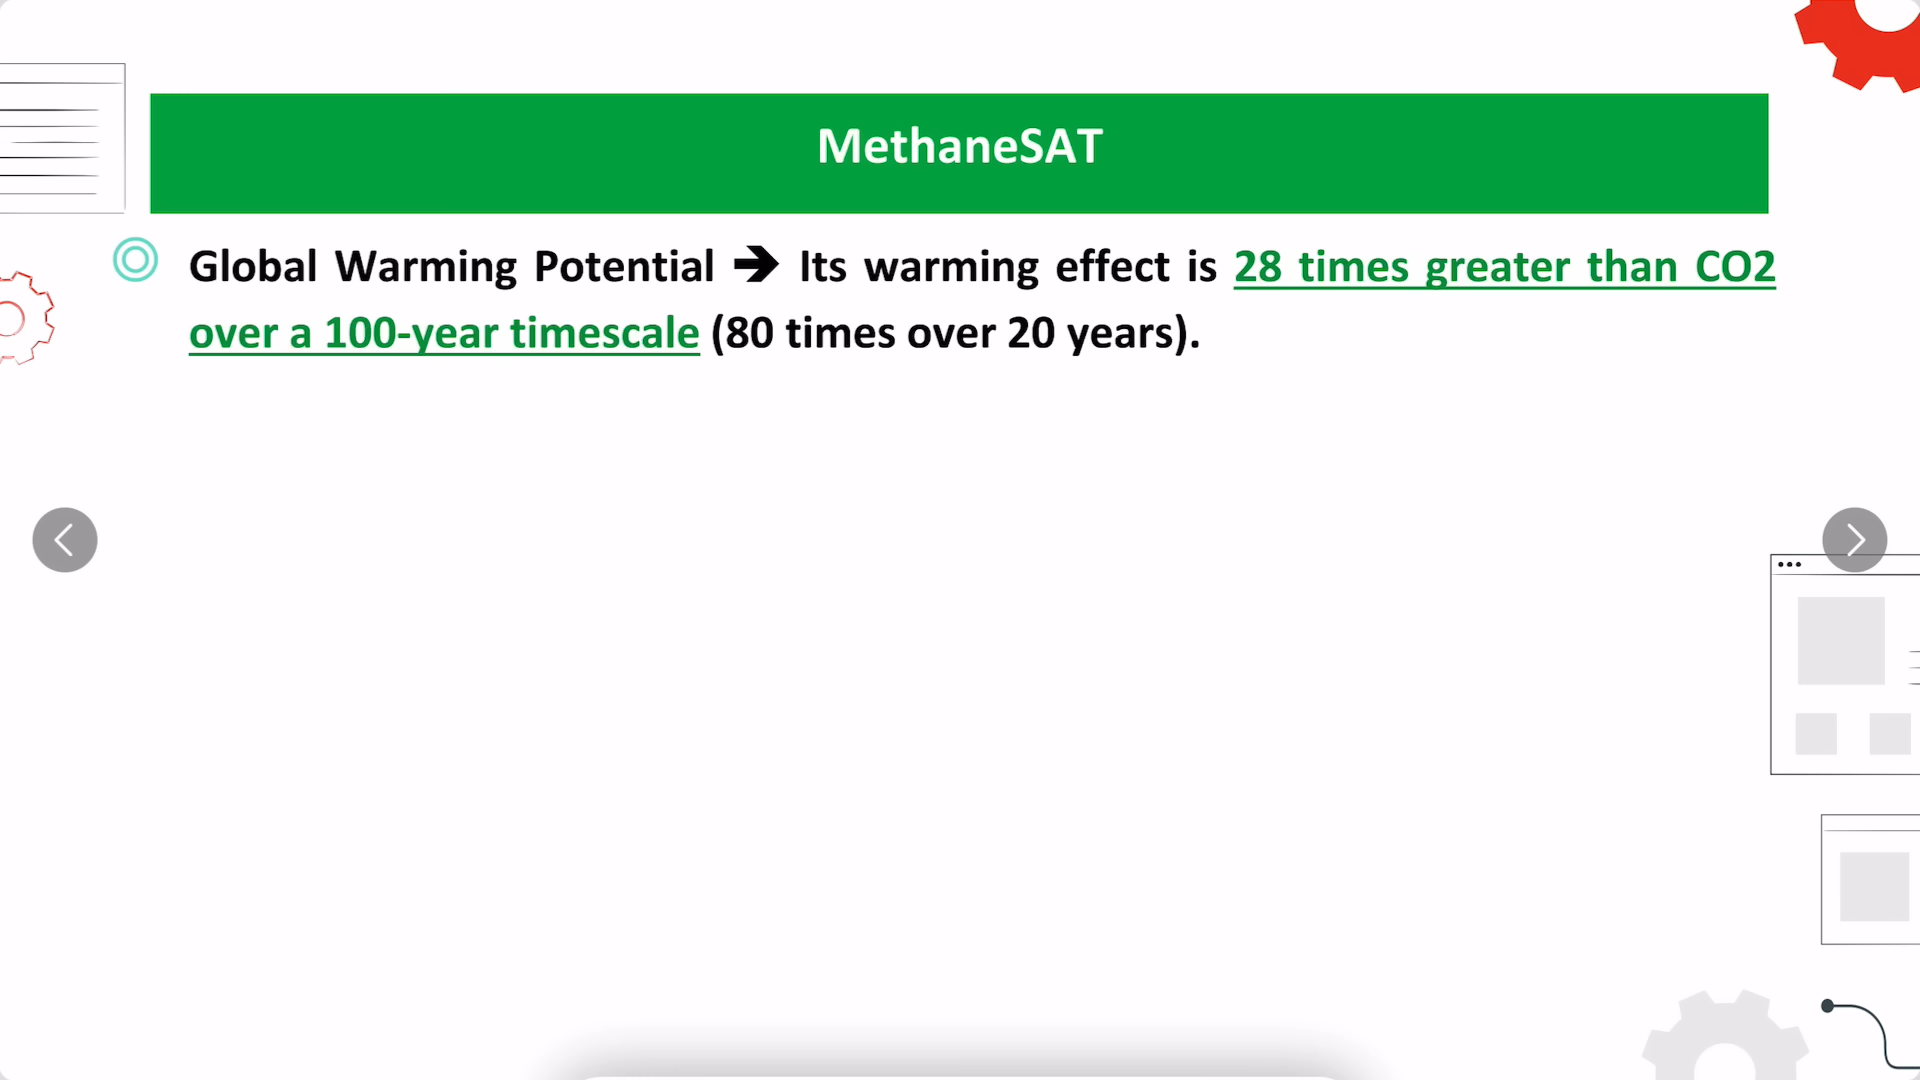 MethaneSAT
Global Warming Potential ➔ Its warming effect is 28 times greater than CO2
over a 100-year timescale (80 times over 20 years).